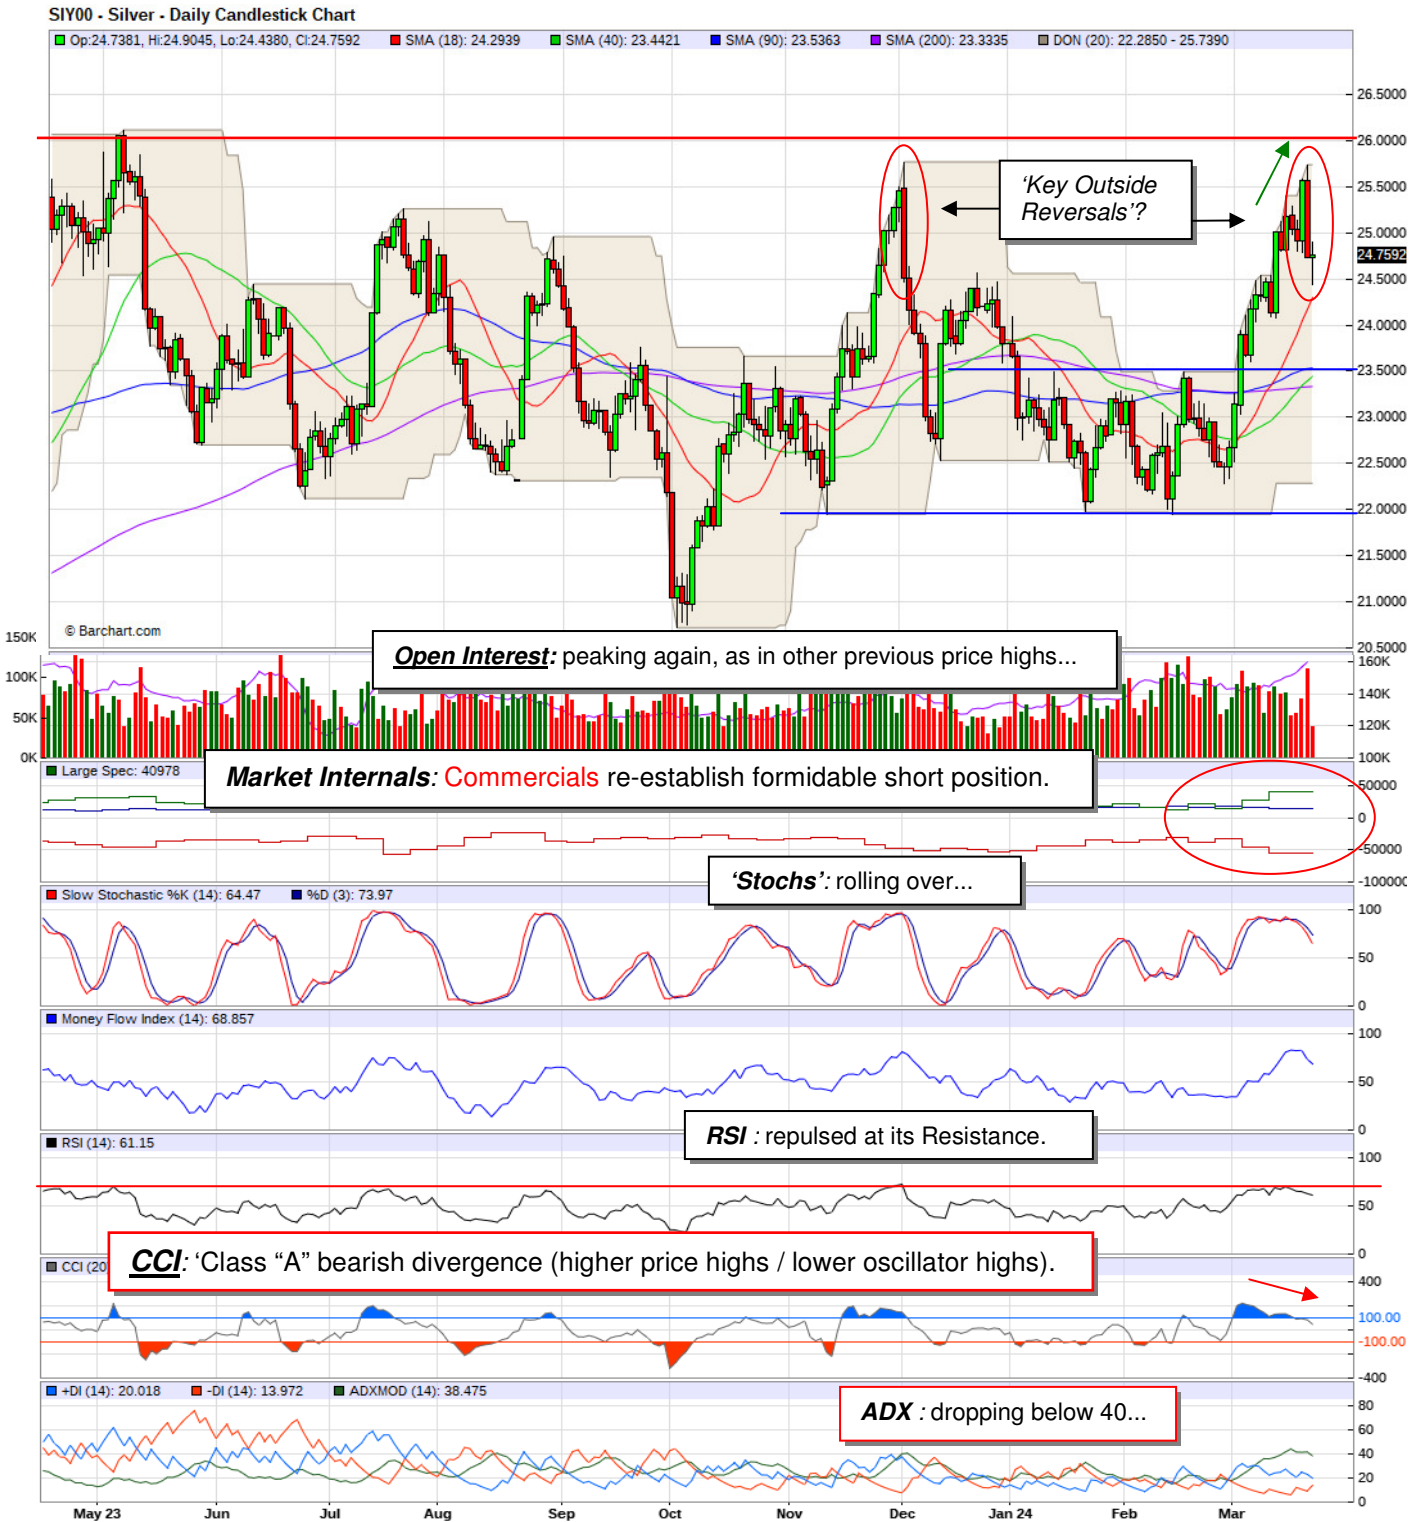 SIY00 - Silver - Daily Candlestick Chart
Op:24.7381, Hi:24.9045, Lo:24.4380, Cl:24.7592 SMA (18): 24.2939 SMA (40): 23.4421 SMA (90): 23.5363 SMA (200): 23.3335 DON (20): 22.2850 - 25.7390
26.5000
26.0000
‘Key Outside
Reversals’?
25.5000
25.0000
24.7592
24.5000
24.0000
23.5000
23.0000
22.5000
22.0000
21.5000
21.0000
20.5000
© Barchart.com
150K
100K
50K
0K
Open Interest: peaking again, as in other previous price highs...
160K
140K
120K
100K
Large Spec: 40978
Market Internals: Commercials re-establish formidable short position.
50000
0
-50000
-100000
‘Stochs’: rolling over...
Slow Stochastic %K (14): 64.47 %D (3): 73.97
100
50
0
Money Flow Index (14): 68.857
100
50
0
RSI : repulsed at its Resistance.
RSI (14): 61.15
100
50
0
CCI: ‘Class “A” bearish divergence (higher price highs / lower oscillator highs).
CCI (20
400
100.00
-100.00
-400
+DI (14): 20.018 -DI (14): 13.972 ADXMOD (14): 38.475
ADX : dropping below 40...
80
60
40
20
0
May 23 Jun Jul Aug Sep Oct Nov Dec Jan 24 Feb Mar